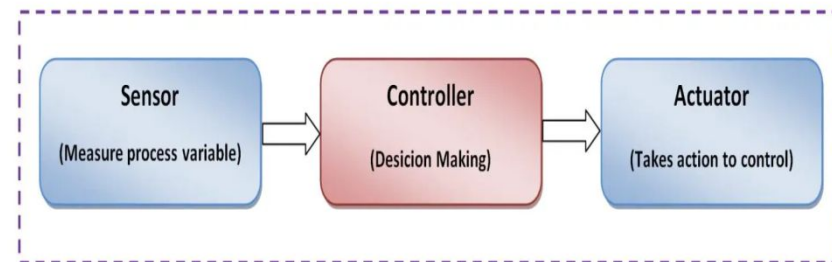 Sensor
(Measure process variable)
Controller
(Desicion Making)
Actuator
(Takes action to control)